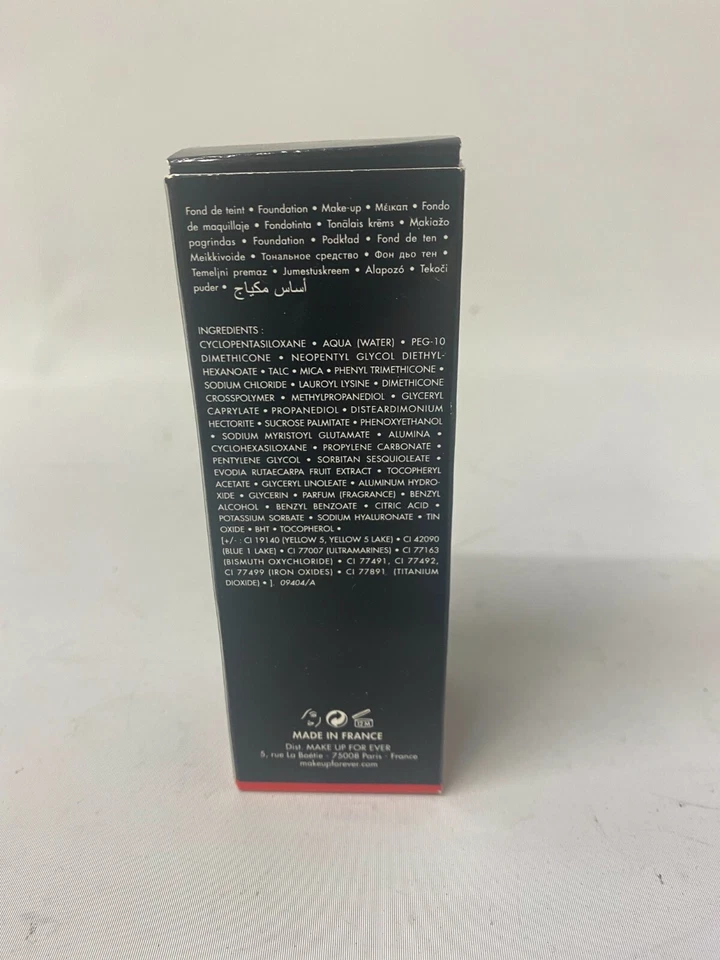 Fond de teint • Foundation • Make-up • Μέικαπ • Fondo
de maquillaje • Fondotinta • Tonālais krēms • Makiažo
pagrindas • Foundation • Podkład • Fond de ten •
Meikkivoide • Тональное средство • Фон дьо тен •
Temeljni premaz • Jumestuskreem • Alapozó • Tekoči
puder • أساس مكياج
INGREDIENTS :
CYCLOPENTASILOXANE • AQUA (WATER) • PEG-10
DIMETHICONE • NEOPENTYL GLYCOL DIETHYL-
HEXANOATE • TALC • MICA • PHENYL TRIMETHICONE •
SODIUM CHLORIDE • LAUROYL LYSINE • DIMETHICONE
CROSSPOLYMER • METHYLPROPANEDIOL • GLYCERYL
CAPRYLATE • PROPANEDIOL • DISTEARDIMONIUM
HECTORITE • SUCROSE PALMITATE • PHENOXYETHANOL
• SODIUM MYRISTOYL GLUTAMATE • ALUMINA •
CYCLOHEXASILOXANE • PROPYLENE CARBONATE •
PENTYLENE GLYCOL • SORBITAN SESQUIOLEATE •
EVODIA RUTAECARPA FRUIT EXTRACT • TOCOPHERYL
ACETATE • GLYCERYL LINOLEATE • ALUMINUM HYDRO-
XIDE • GLYCERIN • PARFUM (FRAGRANCE) • BENZYL
ALCOHOL • BENZYL BENZOATE • CITRIC ACID •
POTASSIUM SORBATE • SODIUM HYALURONATE • TIN
OXIDE • BHT • TOCOPHEROL •
[+/- : CI 19140 (YELLOW 5, YELLOW 5 LAKE) • CI 42090
(BLUE 1 LAKE) • CI 77007 (ULTRAMARINES) • CI 77163
(BISMUTH OXYCHLORIDE) • CI 77491, CI 77492,
CI 77499 (IRON OXIDES) • CI 77891 (TITANIUM
DIOXIDE) • ]. 09404/A
12 M
MADE IN FRANCE
Dist. MAKE UP FOR EVER
5, rue La Boétie - 75008 Paris - France
makeupforever.com